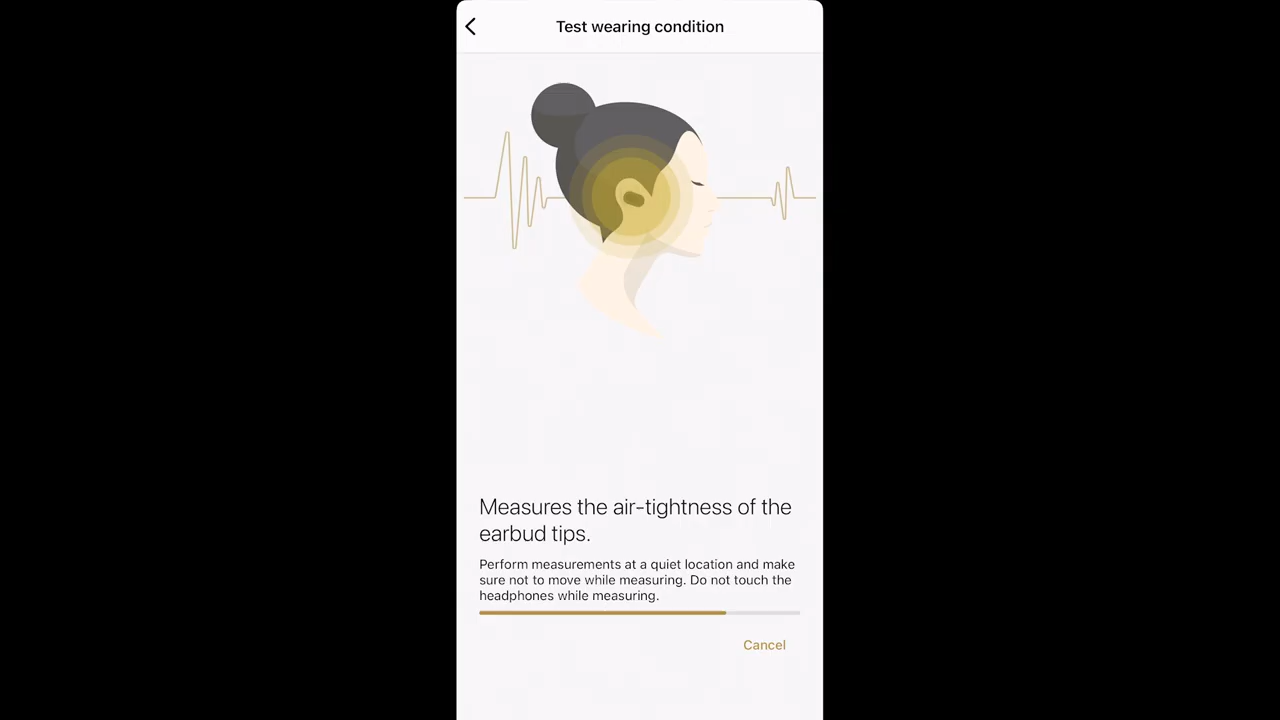 Test wearing condition
Measures the air-tightness of the
earbud tips.
Perform measurements at a quiet location and make
sure not to move while measuring. Do not touch the
headphones while measuring.
Cancel